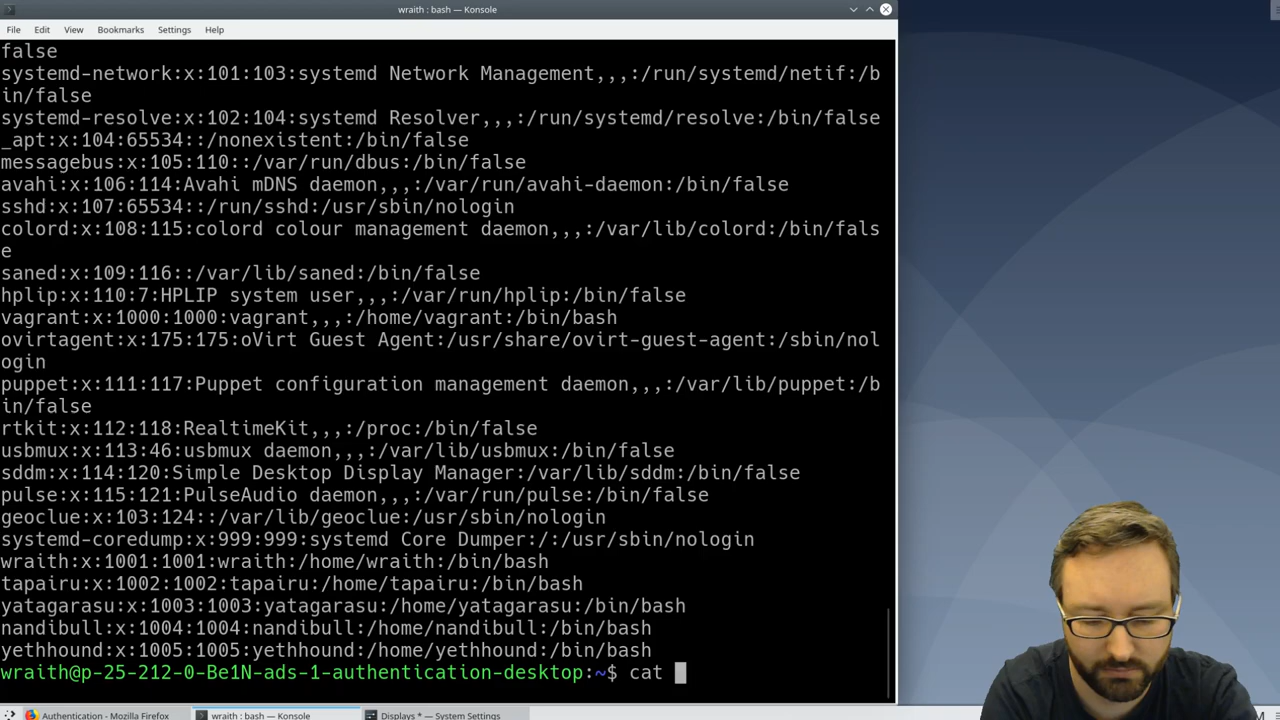 wraith : bash — Konsole
File Edit View Bookmarks Settings Help
false
systemd-network:x:101:103:systemd Network Management,,,:/run/systemd/netif:/b
in/false
systemd-resolve:x:102:104:systemd Resolver,,,:/run/systemd/resolve:/bin/false
_apt:x:104:65534::/nonexistent:/bin/false
messagebus:x:105:110::/var/run/dbus:/bin/false
avahi:x:106:114:Avahi mDNS daemon,,,:/var/run/avahi-daemon:/bin/false
sshd:x:107:65534::/run/sshd:/usr/sbin/nologin
colord:x:108:115:colord colour management daemon,,,:/var/lib/colord:/bin/fals
e
saned:x:109:116::/var/lib/saned:/bin/false
hplip:x:110:7:HPLIP system user,,,:/var/run/hplip:/bin/false
vagrant:x:1000:1000:vagrant,,,:/home/vagrant:/bin/bash
ovirtagent:x:175:175:oVirt Guest Agent:/usr/share/ovirt-guest-agent:/sbin/nol
ogin
puppet:x:111:117:Puppet configuration management daemon,,,:/var/lib/puppet:/b
in/false
rtkit:x:112:118:RealtimeKit,,,:/proc:/bin/false
usbmux:x:113:46:usbmux daemon,,,:/var/lib/usbmux:/bin/false
sddm:x:114:120:Simple Desktop Display Manager:/var/lib/sddm:/bin/false
pulse:x:115:121:PulseAudio daemon,,,:/var/run/pulse:/bin/false
geoclue:x:103:124::/var/lib/geoclue:/usr/sbin/nologin
systemd-coredump:x:999:999:systemd Core Dumper:/:/usr/sbin/nologin
wraith:x:1001:1001:wraith:/home/wraith:/bin/bash
tapairu:x:1002:1002:tapairu:/home/tapairu:/bin/bash
yatagarasu:x:1003:1003:yatagarasu:/home/yatagarasu:/bin/bash
nandibull:x:1004:1004:nandibull:/home/nandibull:/bin/bash
yethhound:x:1005:1005:yethhound:/home/yethhound:/bin/bash
wraith@p-25-212-0-Be1N-ads-1-authentication-desktop:~$ cat
Authentication - Mozilla Firefox wraith : bash — Konsole Displays * — System Settings